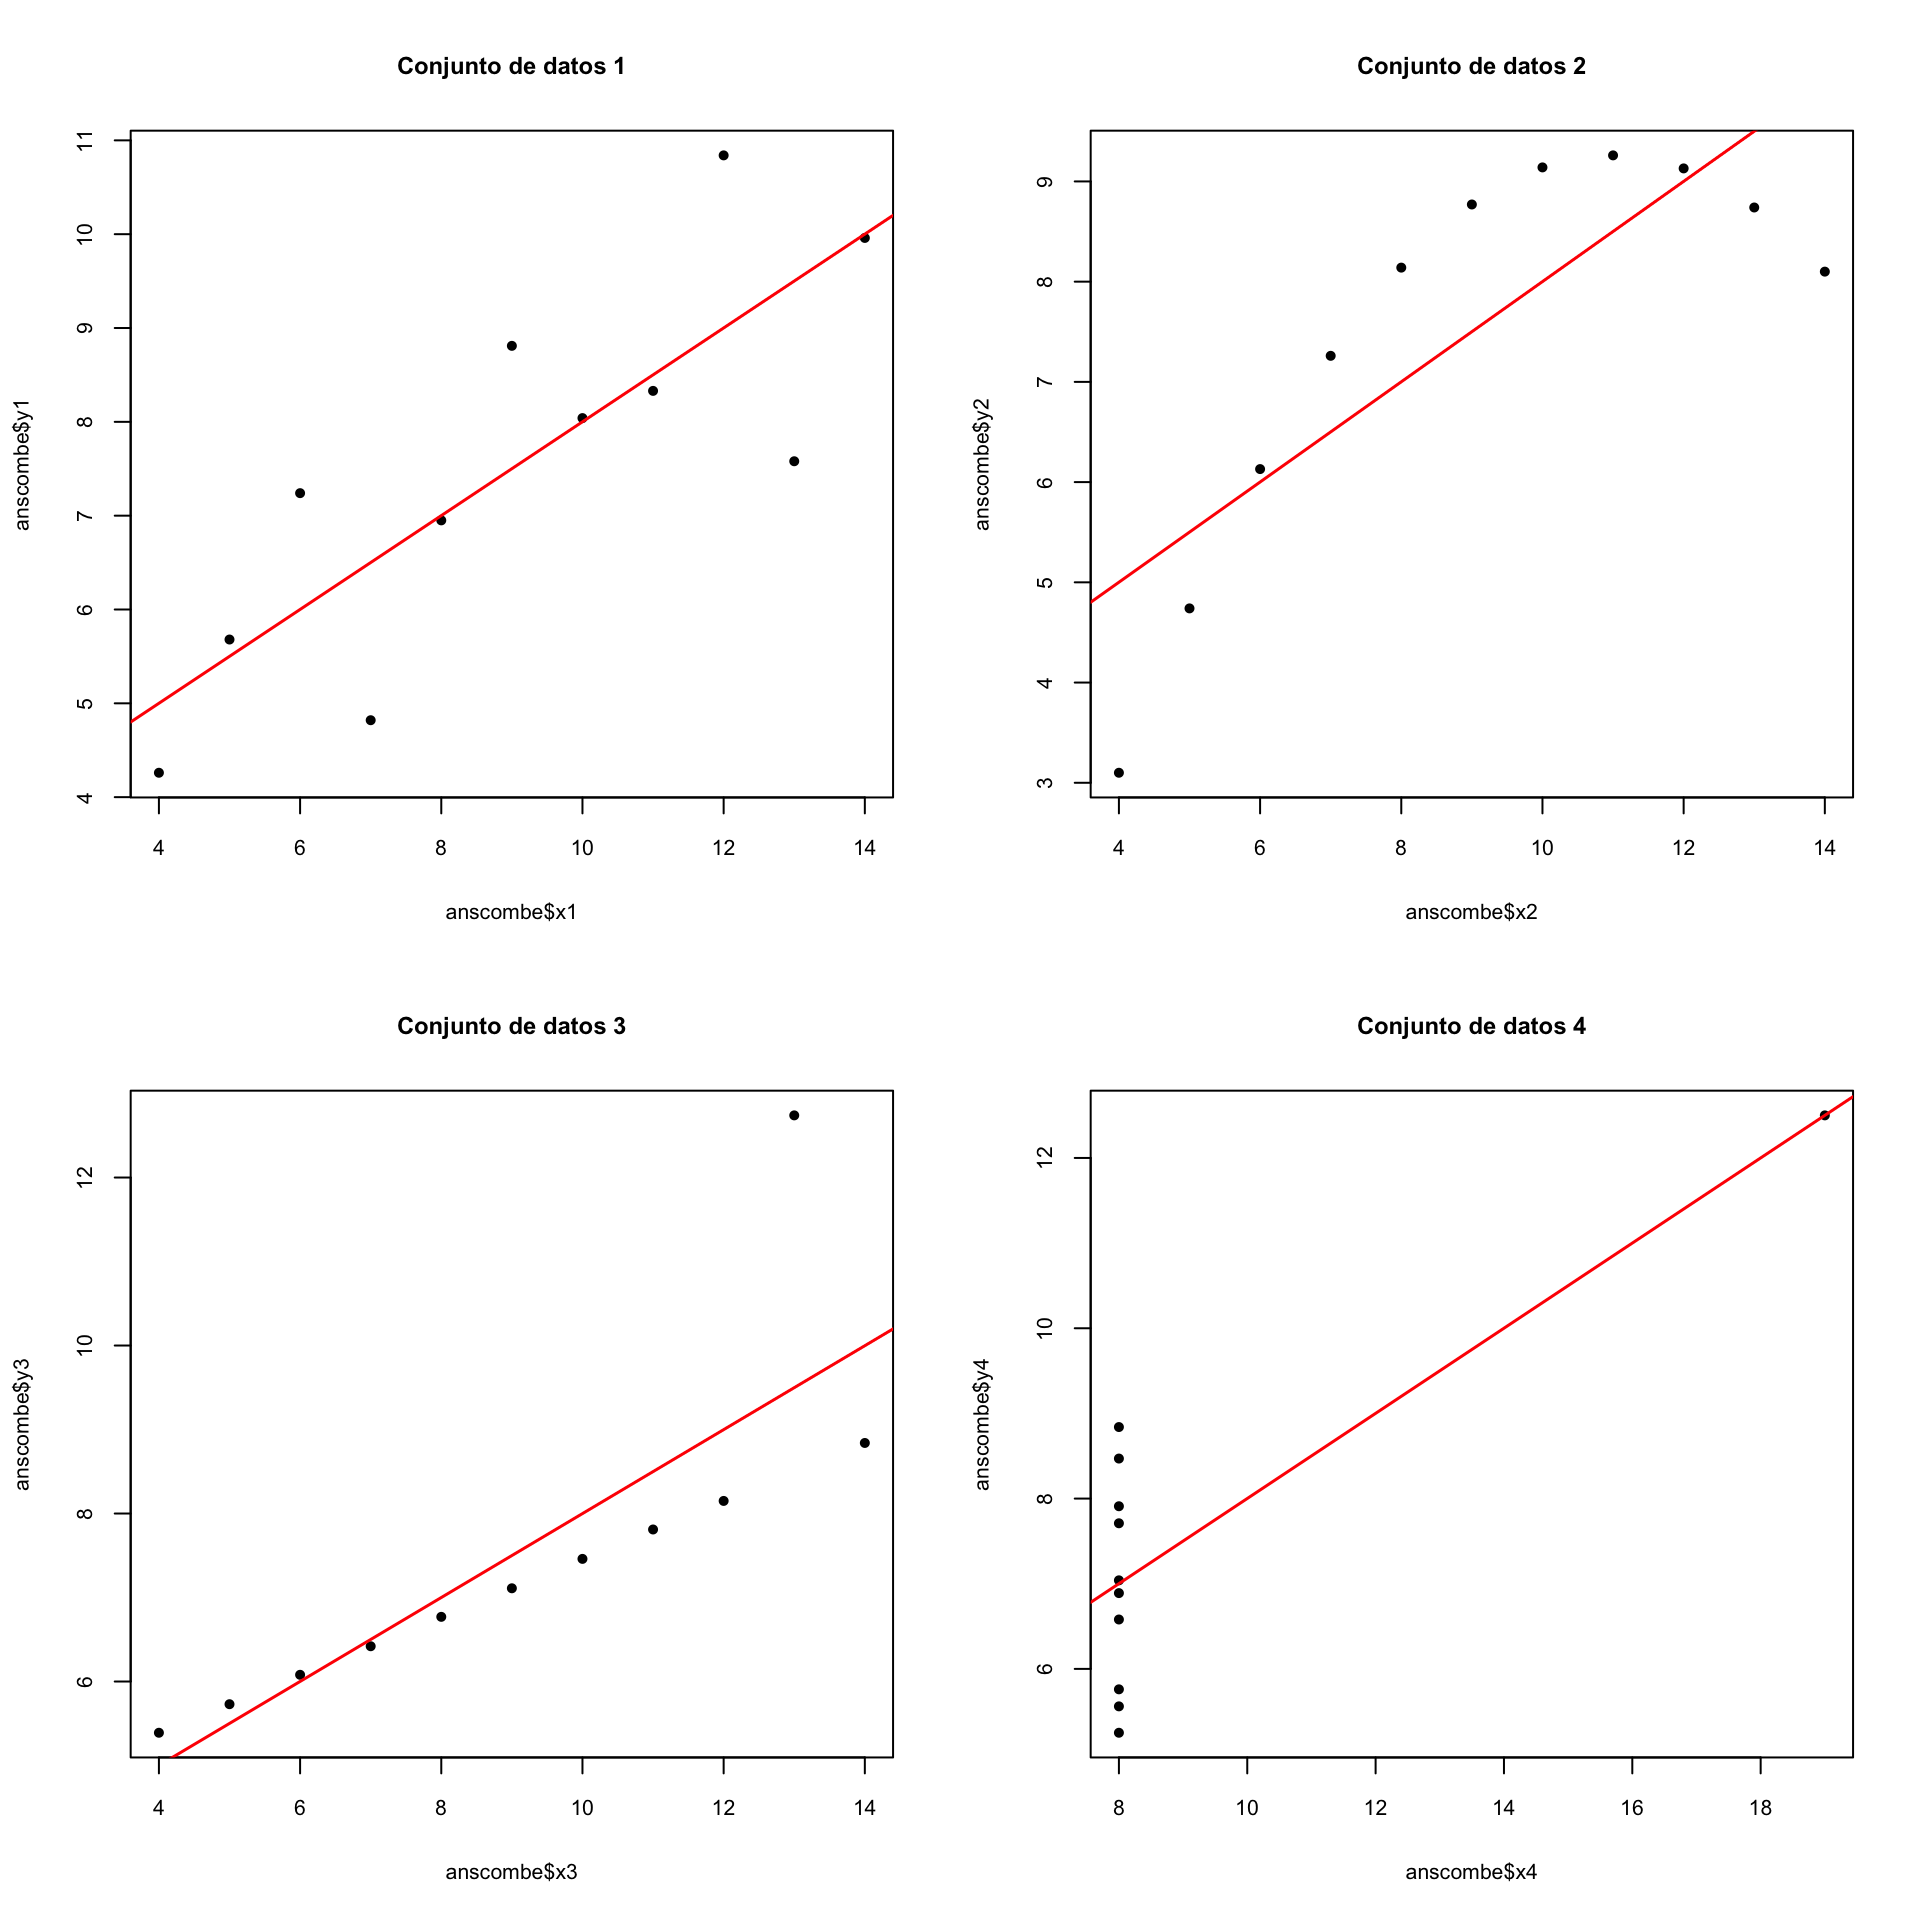 Conjunto de datos 1
11
10
9
8
7
6
5
4
anscombe$y1
4 6 8 10 12 14
anscombe$x1
Conjunto de datos 2
9
8
7
6
5
4
3
anscombe$y2
4 6 8 10 12 14
anscombe$x2
Conjunto de datos 3
12
10
8
6
anscombe$y3
4 6 8 10 12 14
anscombe$x3
Conjunto de datos 4
12
10
8
6
anscombe$y4
8 10 12 14 16 18
anscombe$x4